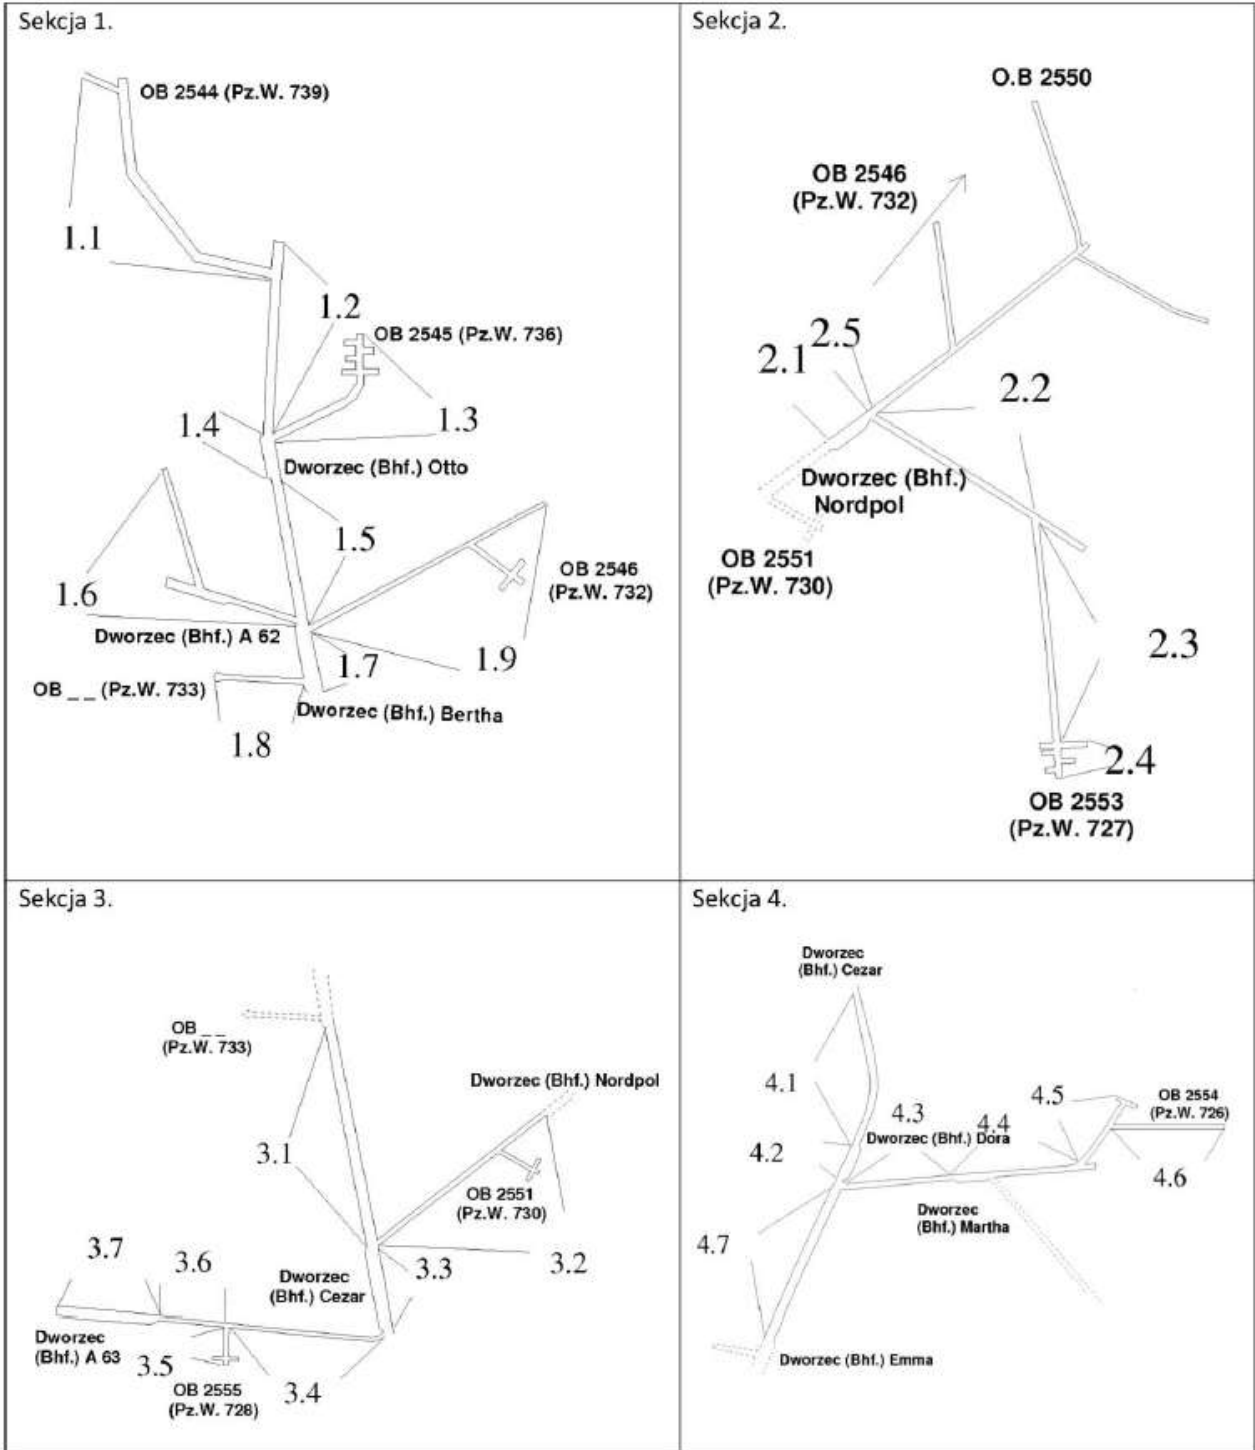 Sekcja 1.
OB 2544 (Pz.W. 739)
1.1
1.2
OB 2545 (Pz.W. 736)
1.3
1.4
Dworzec (Bhf.) Otto
1.5
1.6
OB 2546
(Pz.W. 732)
Dworzec (Bhf.) A 62
1.7
1.9
OB _ _ (Pz.W. 733)
Dworzec (Bhf.) Bertha
1.8
Sekcja 2.
O.B 2550
OB 2546
(Pz.W. 732)
2.5
2.1
2.2
Dworzec (Bhf.)
Nordpol
OB 2551
(Pz.W. 730)
2.3
2.4
OB 2553
(Pz.W. 727)
Sekcja 3.
OB _ _
(Pz.W. 733)
Dworzec (Bhf.) Nordpol
3.1
OB 2551
(Pz.W. 730)
3.7
3.6
3.3
3.2
Dworzec
(Bhf.) Cezar
Dworzec
(Bhf.) A 63
3.5
OB 2555
(Pz.W. 728)
3.4
Sekcja 4.
Dworzec
(Bhf.) Cezar
4.1
4.5
OB 2554
(Pz.W. 726)
4.3
4.4
Dworzec (Bhf.) Dora
4.2
4.6
Dworzec
(Bhf.) Martha
4.7
Dworzec (Bhf.) Emma